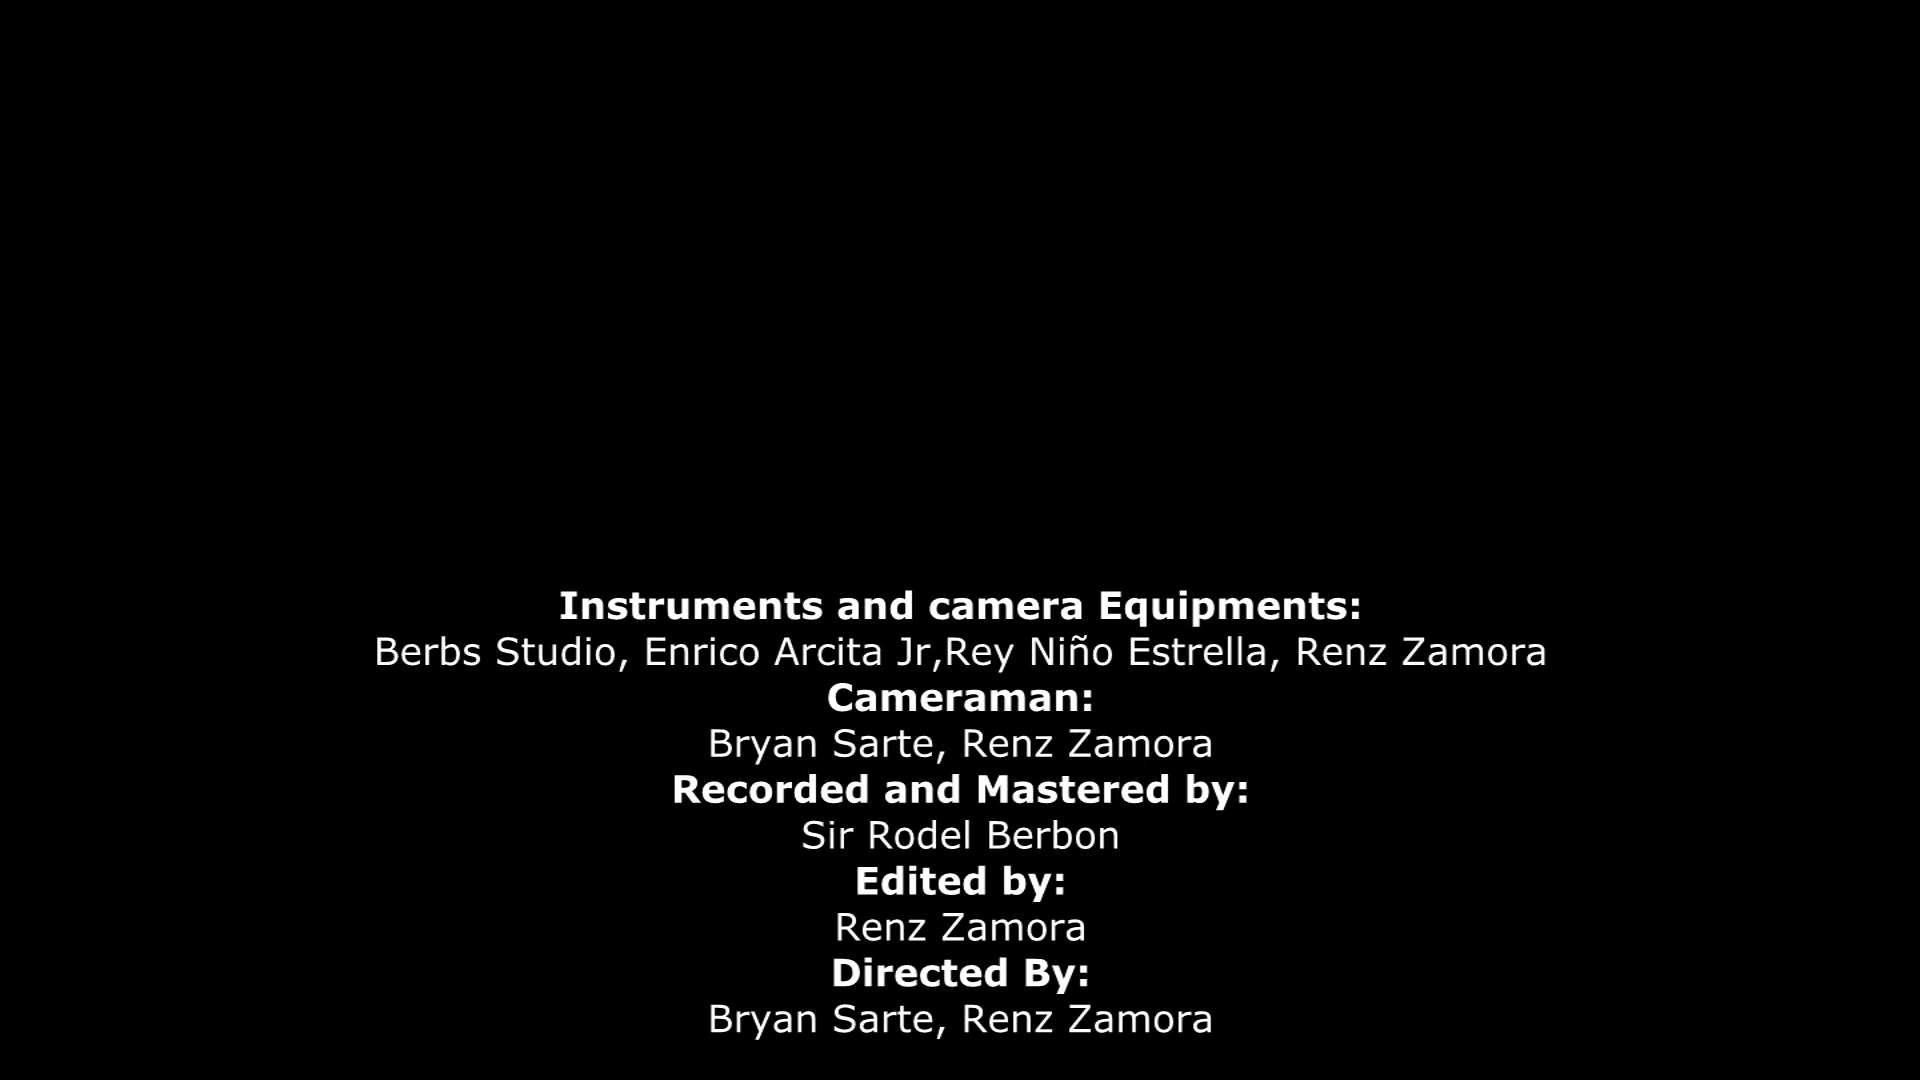 Instruments and camera Equipments:
Berbs Studio, Enrico Arcita Jr,Rey Niño Estrella, Renz Zamora
Cameraman:
Bryan Sarte, Renz Zamora
Recorded and Mastered by:
Sir Rodel Berbon
Edited by:
Renz Zamora
Directed By:
Bryan Sarte, Renz Zamora